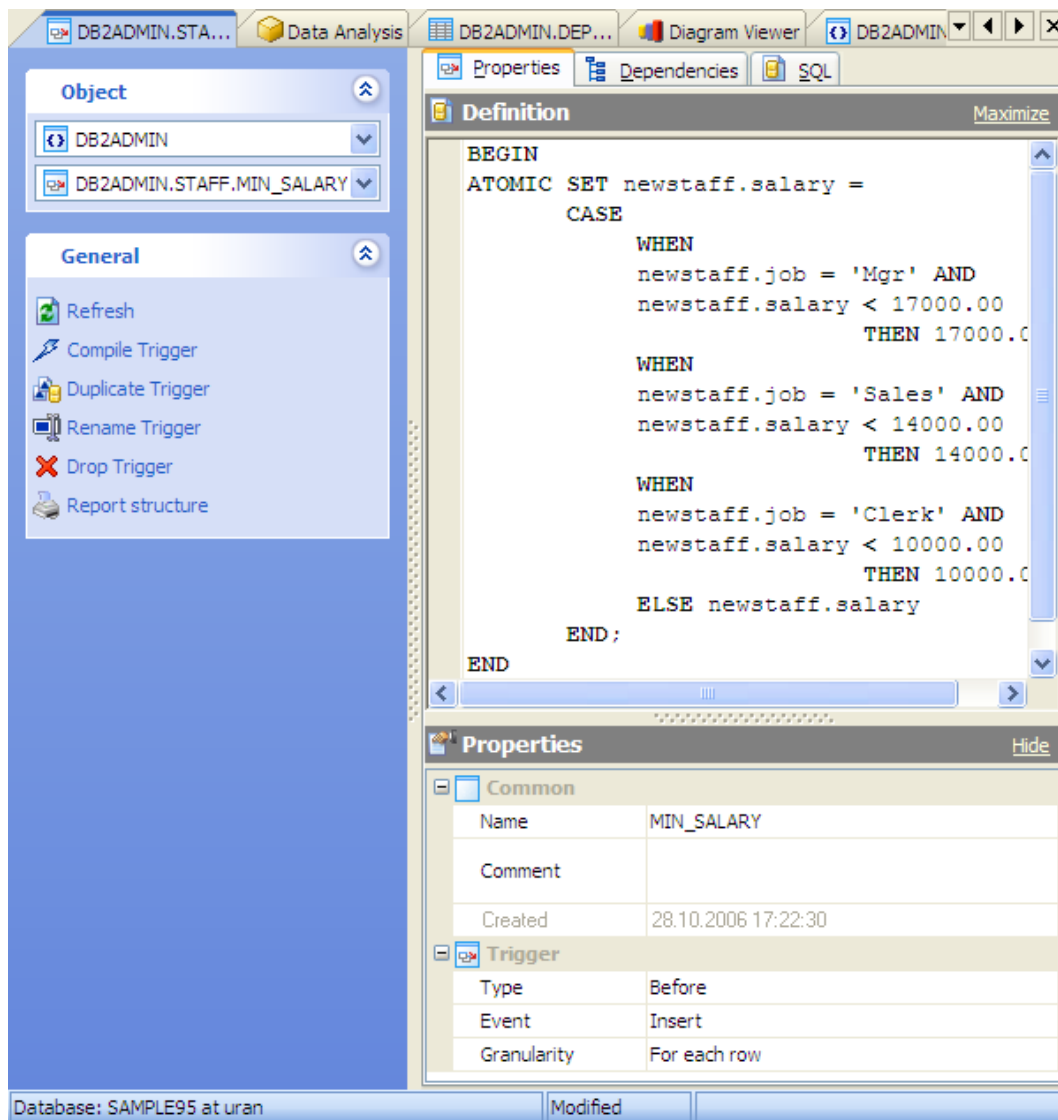 DB2ADMIN.STA... Data Analysis DB2ADMIN.DEP... Diagram Viewer DB2ADMIN
Object
DB2ADMIN
DB2ADMIN.STAFF.MIN_SALARY
General
Refresh
Compile Trigger
Duplicate Trigger
Rename Trigger
Drop Trigger
Report structure
Properties Dependencies SQL
Definition Maximize
BEGIN
ATOMIC SET newstaff.salary =
CASE
WHEN
newstaff.job = 'Mgr' AND
newstaff.salary < 17000.00
THEN 17000.0
WHEN
newstaff.job = 'Sales' AND
newstaff.salary < 14000.00
THEN 14000.0
WHEN
newstaff.job = 'Clerk' AND
newstaff.salary < 10000.00
THEN 10000.0
ELSE newstaff.salary
END;
END
Properties Hide
Common
Name MIN_SALARY
Comment
Created 28.10.2006 17:22:30
Trigger
Type Before
Event Insert
Granularity For each row
Database: SAMPLE95 at uran Modified